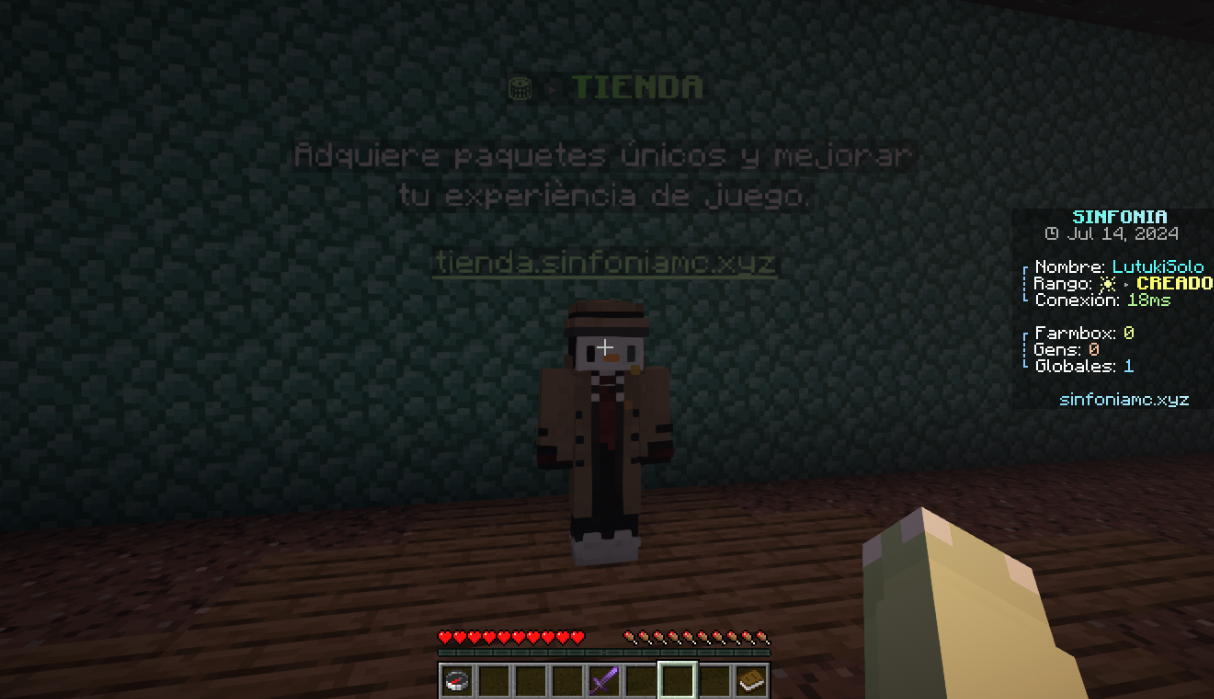 TIENDA
Adquiere paquetes únicos y mejorar
tu experiència de juego.
tienda.sinfoniamc.xyz
SINFONIA
Jul 14, 2024
Nombre: LutukiSolo
Rango: CREADO
Conexión: 18ms
Farmbox: 0
Gens: 0
Globales: 1
sinfoniamc.xyz